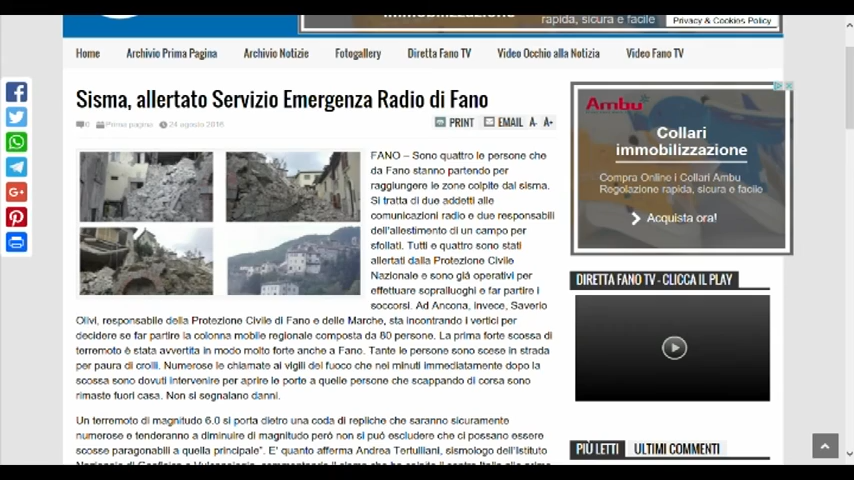 immobilizzazione
rapida, sicura e facile
Privacy & Cookies Policy
Home Archivio Prima Pagina Archivio Notizie Fotogallery Diretta Fano TV Video Occhio alla Notizia Video Fano TV
Sisma, allertato Servizio Emergenza Radio di Fano
0 Prima pagina 24 agosto 2016
PRINT EMAIL A- A+
FANO – Sono quattro le persone che
da Fano stanno partendo per
raggiungere le zone colpite dal sisma.
Si tratta di due addetti alle
comunicazioni radio e due responsabili
dell'allestimento di un campo per
sfollati. Tutti e quattro sono stati
allertati dalla Protezione Civile
Nazionale e sono già operativi per
effettuare sopralluoghi e far partire i
soccorsi. Ad Ancona, invece, Saverio
Olivi, responsabile della Protezione Civile di Fano e delle Marche, sta incontrando i vertici per
decidere se far partire la colonna mobile regionale composta da 80 persone. La prima forte scossa di
terremoto è stata avvertita in modo molto forte anche a Fano. Tante le persone sono scese in strada
per paura di crolli. Numerose le chiamate ai vigili del fuoco che nei minuti immediatamente dopo la
scossa sono dovuti intervenire per aprire le porte a quelle persone che scappando di corsa sono
rimaste fuori casa. Non si segnalano danni.
Un terremoto di magnitudo 6.0 si porta dietro una coda di repliche che saranno sicuramente
numerose e tenderanno a diminuire di magnitudo però non si può escludere che ci possano essere
scosse paragonabili a quella principale". E' quanto afferma Andrea Tertulliani, sismologo dell'Istituto
Ambu
Collari
immobilizzazione
Compra Online i Collari Ambu
Regolazione rapida, sicura e facile
Acquista ora!
DIRETTA FANO TV - CLICCA IL PLAY
PIÙ LETTI ULTIMI COMMENTI